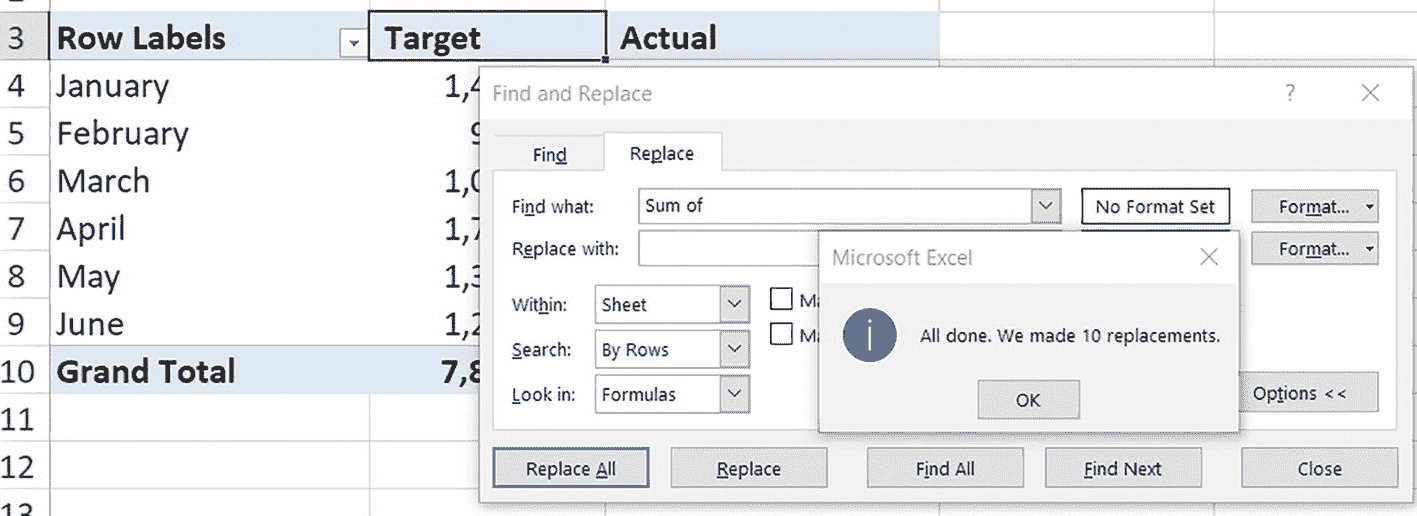 3 Row Labels Target Actual
4 January 1,4
5 February 9
6 March 1,0
7 April 1,7
8 May 1,3
9 June 1,2
10 Grand Total 7,8
11
12
13
Find and Replace ?
Find Replace
Find what: Sum of No Format Set Format...
Replace with: Format...
Within: Sheet Ma
Search: By Rows Ma
Look in: Formulas
Options <<
Microsoft Excel
All done. We made 10 replacements.
OK
Replace All Replace Find All Find Next Close